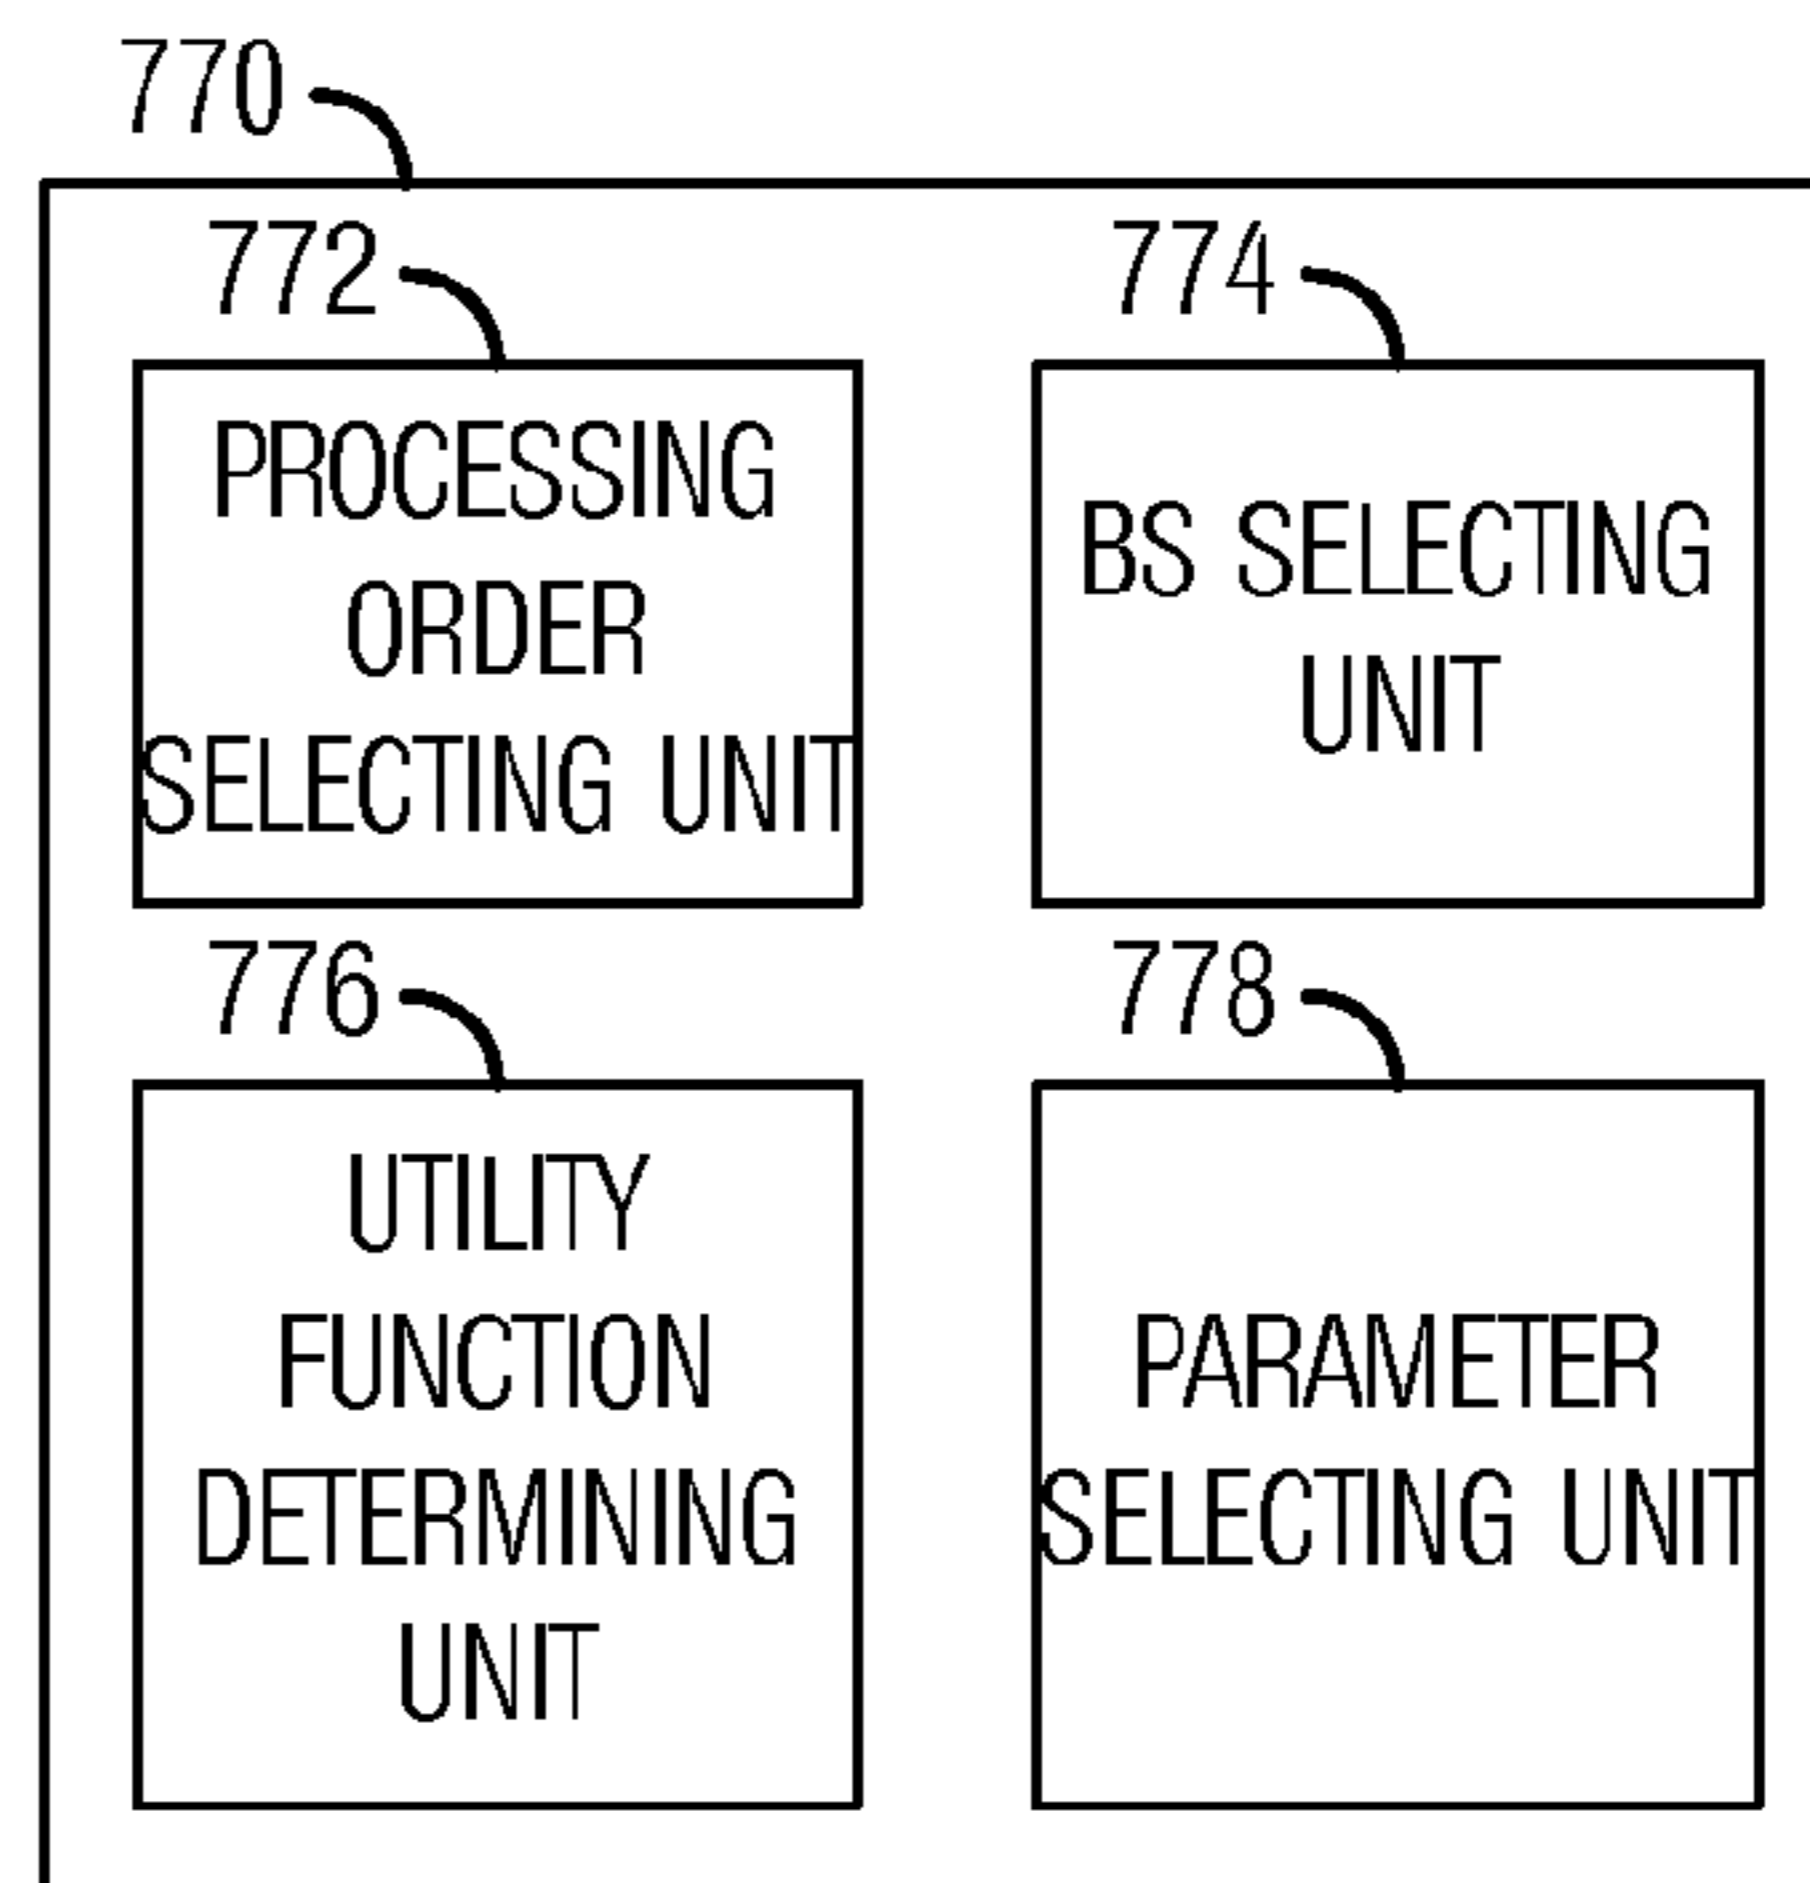 770
772
PROCESSING
ORDER
SELECTING UNIT
774
BS SELECTING
UNIT
776
UTILITY
FUNCTION
DETERMINING
UNIT
778
PARAMETER
SELECTING UNIT